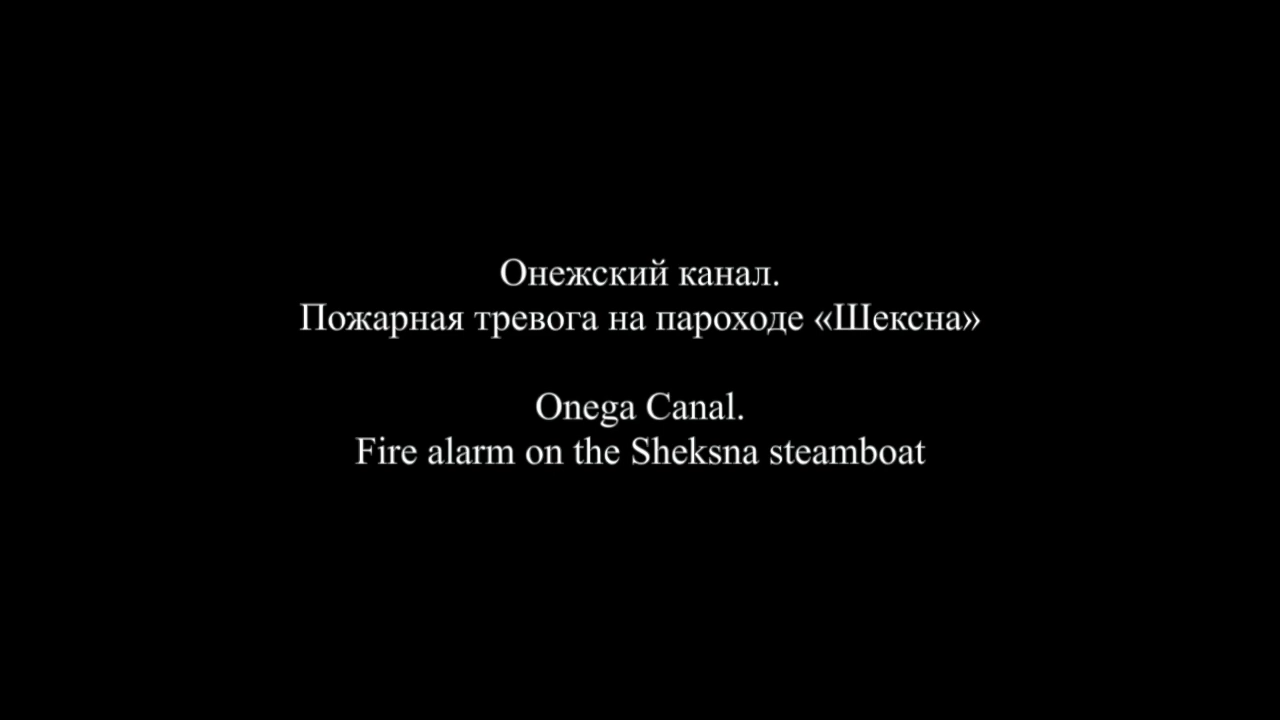 Онежский канал.
Пожарная тревога на пароходе «Шексна»
Onega Canal.
Fire alarm on the Sheksna steamboat